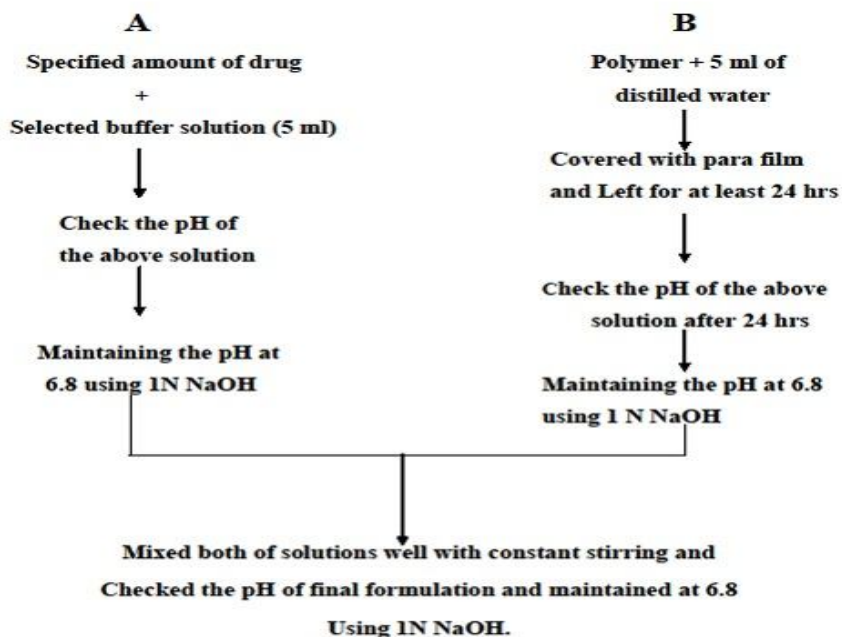 A
Specified amount of drug
+
Selected buffer solution (5 ml)
Check the pH of
the above solution
Maintaining the pH at
6.8 using 1N NaOH
B
Polymer + 5 ml of
distilled water
Covered with para film
and Left for at least 24 hrs
Check the pH of the above
solution after 24 hrs
Maintaining the pH at 6.8
using 1 N NaOH
Mixed both of solutions well with constant stirring and
Checked the pH of final formulation and maintained at 6.8
Using 1N NaOH.